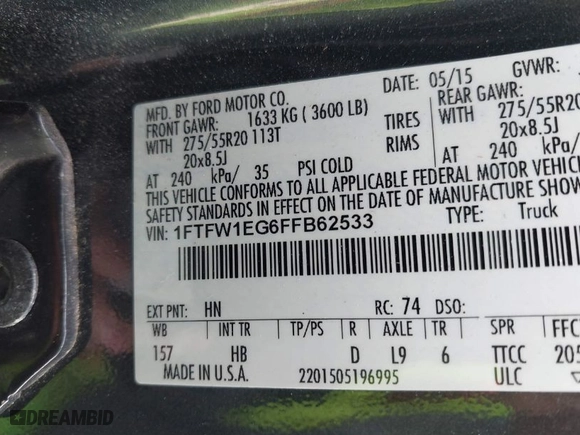 MFD. BY FORD MOTOR CO. DATE: 05/15 GVWR:
FRONT GAWR: 1633 KG ( 3600 LB) REAR GAWR:
WITH 275/55R20 113T TIRES WITH 275/55R20
20x8.5J RIMS 20x8.5J
AT 240 kPa/ 35 PSI COLD AT 240 kPa/
THIS VEHICLE CONFORMS TO ALL APPLICABLE FEDERAL MOTOR VEHICLE
SAFETY STANDARDS IN EFFECT ON THE DATE OF MANUFACTURE SHOW
VIN: 1FTFW1EG6FFB62533 TYPE: Truck
EXT PNT: HN RC: 74 DSO:
WB INT TR TP/PS R AXLE TR SPR FFC
157 HB D L9 6 TTCC 205
MADE IN U.S.A. 2201505196995 ULC
DREAMBID